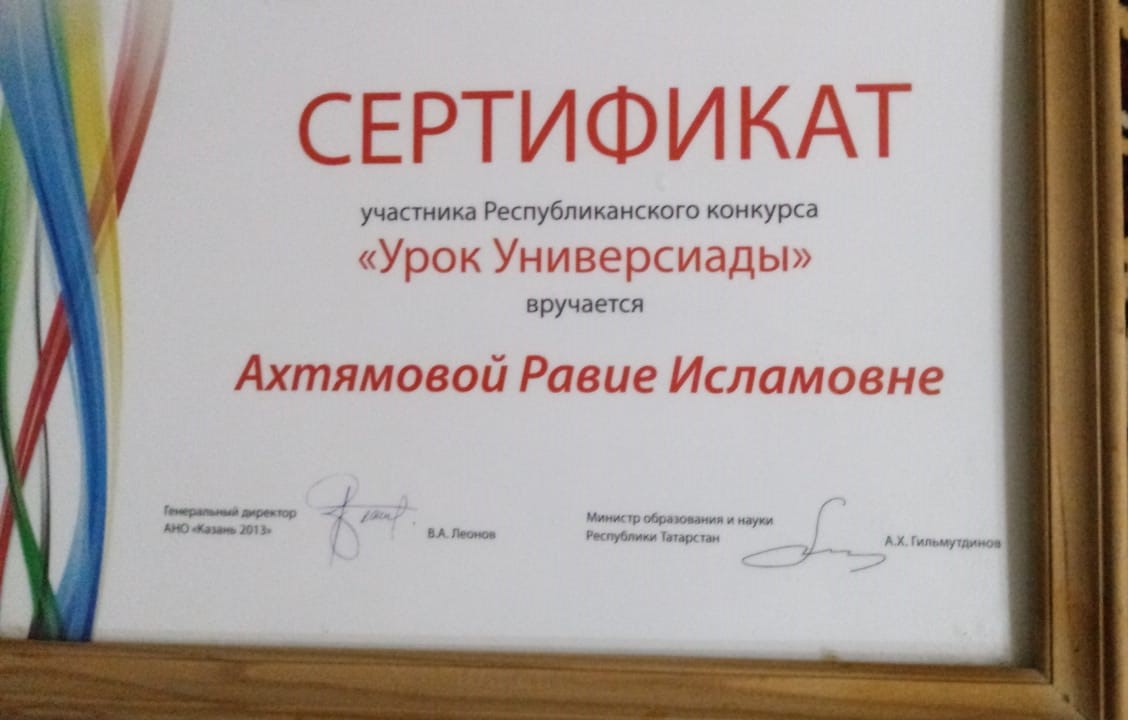 СЕРТИФИКАТ
участника Республиканского конкурса
«Урок Универсиады»
вручается
Ахтямовой Равие Исламовне
Генеральный директор
АНО «Казань 2013»
В.А. Леонов
Министр образования и науки
Республики Татарстан
А.Х. Гильмутдинов